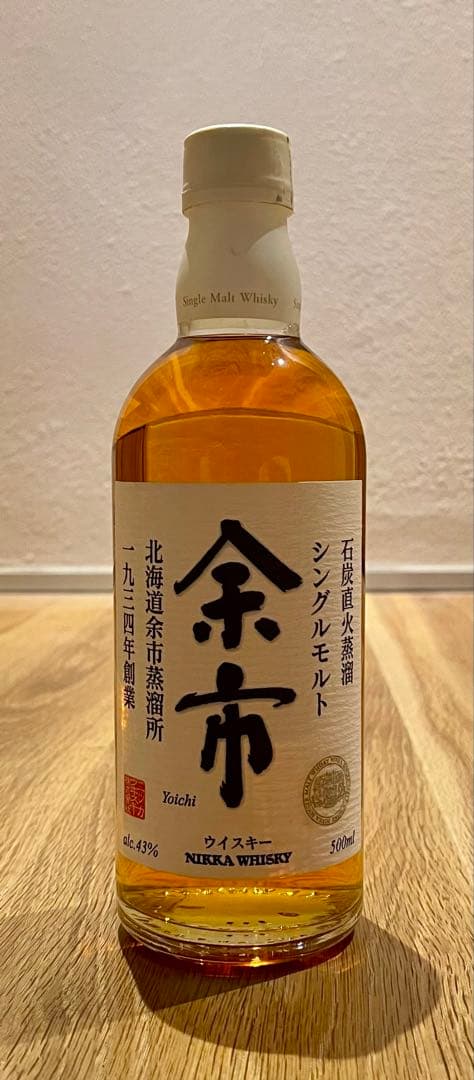 Single Malt Whisky
石炭直火蒸溜
シングルモルト
余市
北海道余市蒸溜所
一九三四年創業
Yoichi
alc.43%
ウイスキー
NIKKA WHISKY
500ml